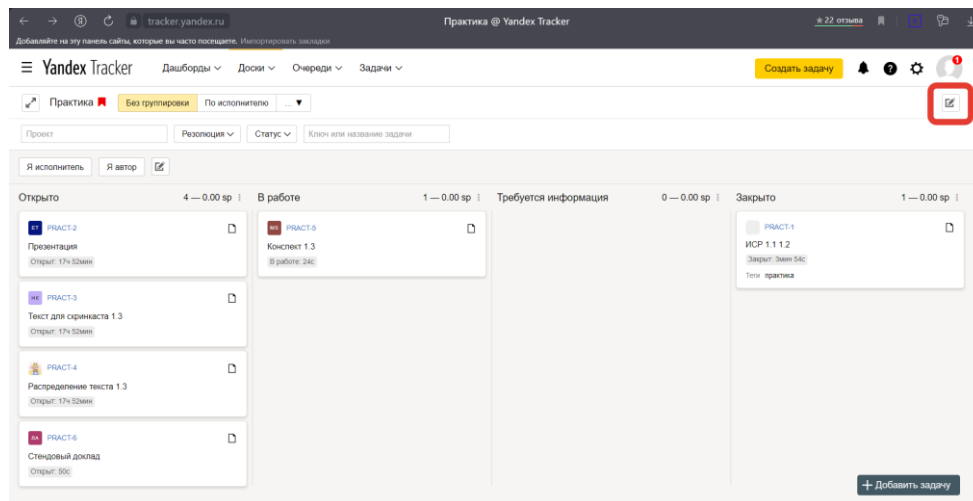 tracker.yandex.ru Практика @ Yandex Tracker ★ 22 отзыва
Добавляйте на эту панель сайты, которые вы часто посещаете. Импортировать закладки
Yandex Tracker Дашборды Доски Очереди Задачи Создать задачу 1
Практика Без группировки По исполнителю ... ▼
Проект Резолюция Статус Ключ или название задачи
Я исполнитель Я автор
Открыто 4 — 0.00 sp В работе 1 — 0.00 sp Требуется информация 0 — 0.00 sp Закрыто 1 — 0.00 sp
ET PRACT-2 MS PRACT-5 PRACT-1
Презентация Конспект 1.3 ИСР 1.1 1.2
Открыт: 17ч 52мин В работе: 24с Закрыт: 3мин 54с
Теги практика
НЕ PRACT-3
Текст для скринкаста 1.3
Открыт: 17ч 52мин
PRACT-4
Распределение текста 1.3
Открыт: 17ч 52мин
ЛА PRACT-6
Стендовый доклад
Открыт: 50с
+ Добавить задачу